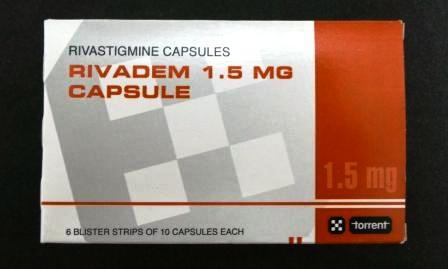 RIVASTIGMINE CAPSULES
RIVADEM 1.5 MG
CAPSULE
1.5 mg
6 BLISTER STRIPS OF 10 CAPSULES EACH
torrent